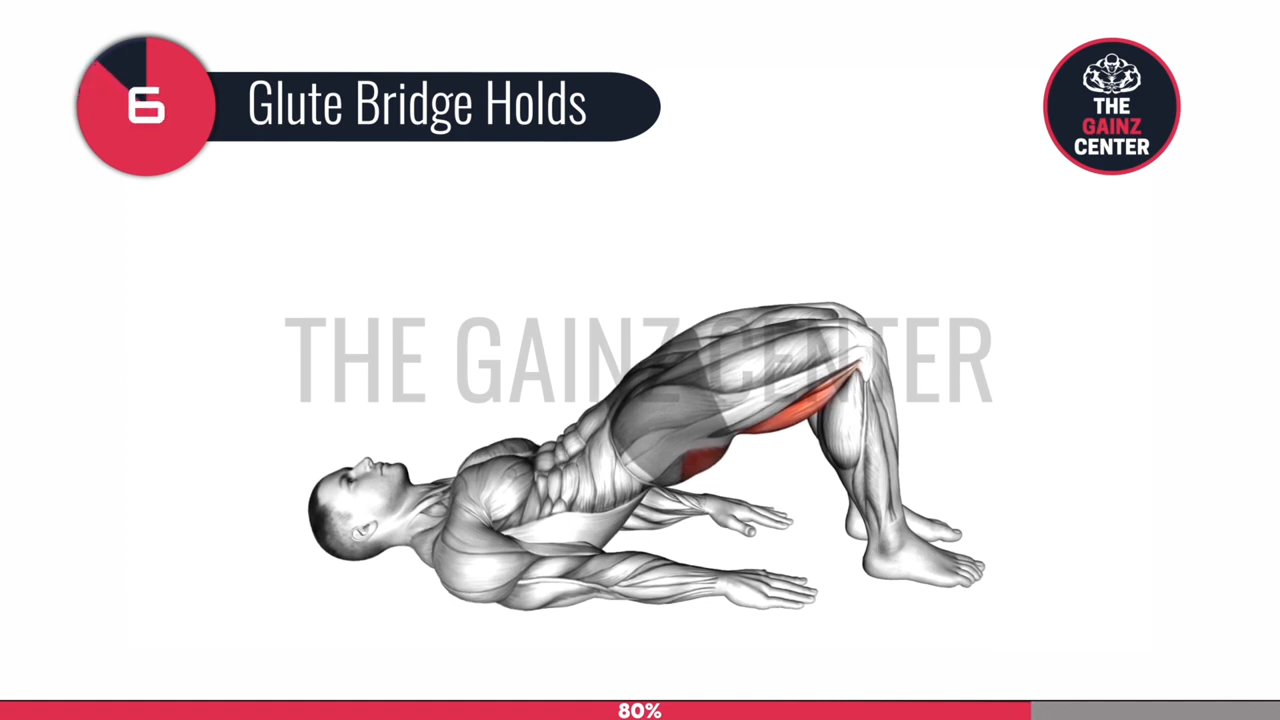 6
Glute Bridge Holds
THE
GAINZ
CENTER
THE GAINZ CENTER
80%